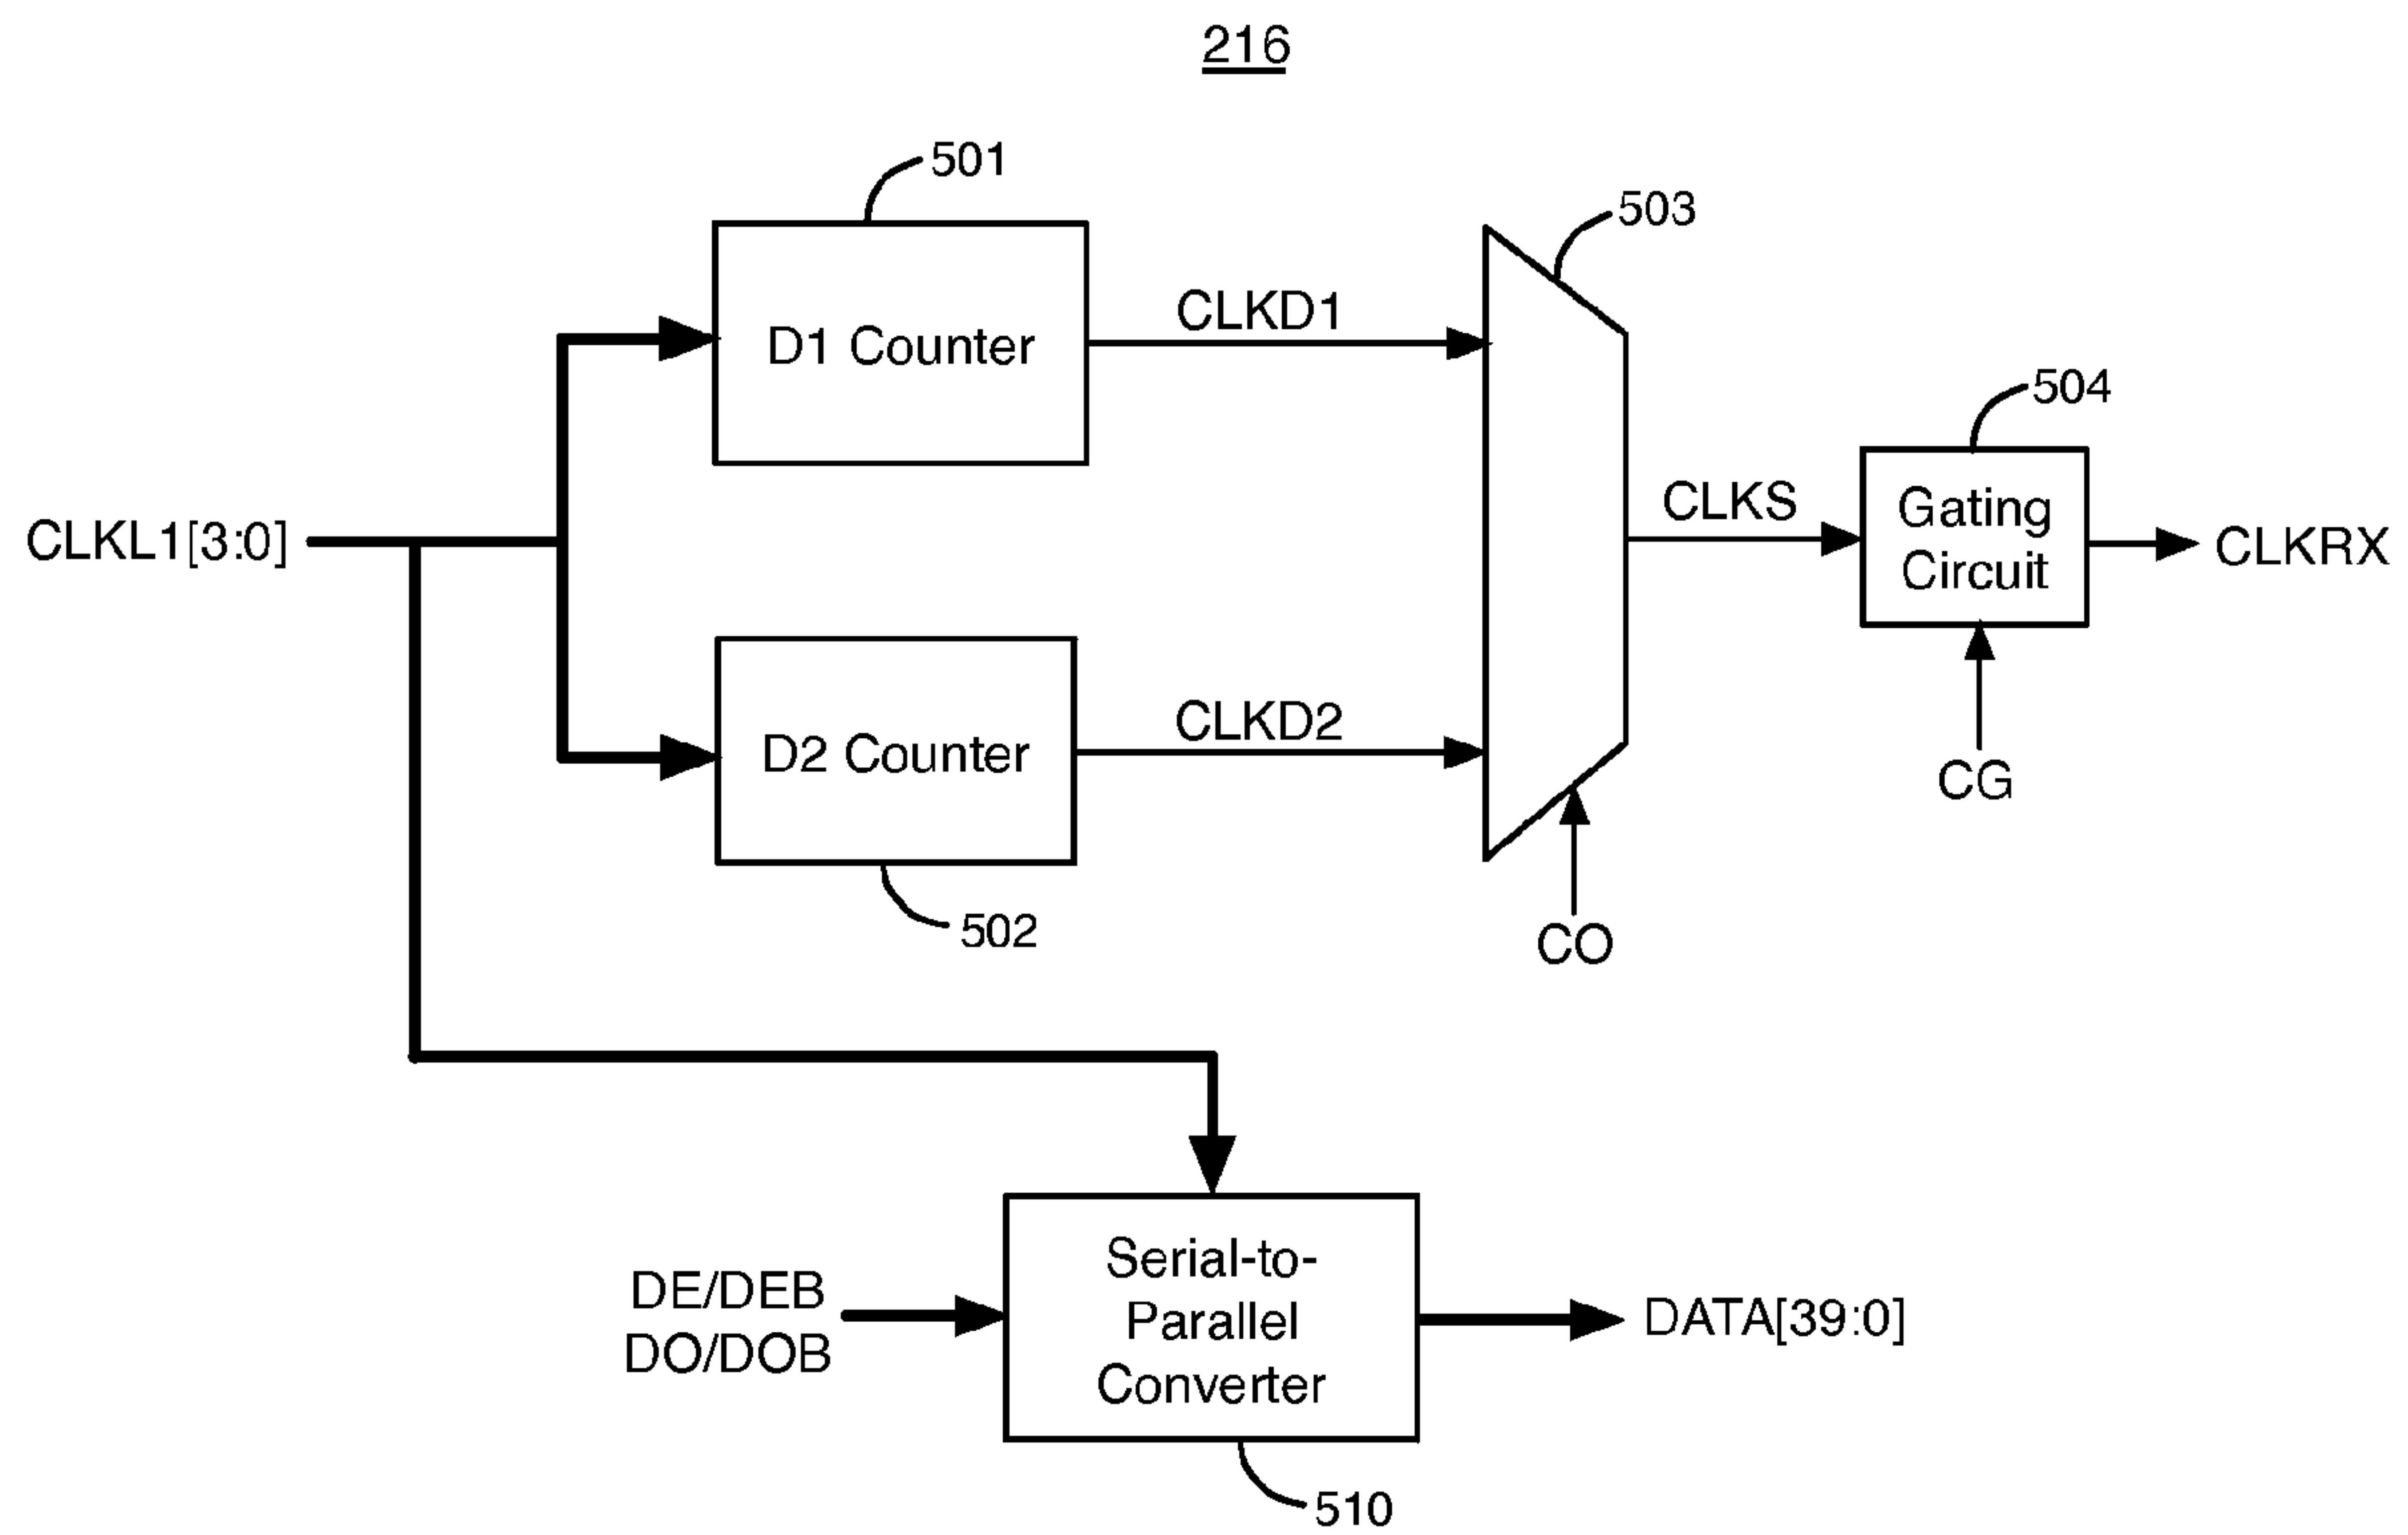 216
501
503
D1 Counter
CLKD1
504
CLKL1[3:0]
CLKS
Gating
Circuit
CLKRX
D2 Counter
CLKD2
CG
502
CO
DE/DEB
DO/DOB
Serial-to-
Parallel
Converter
DATA[39:0]
510